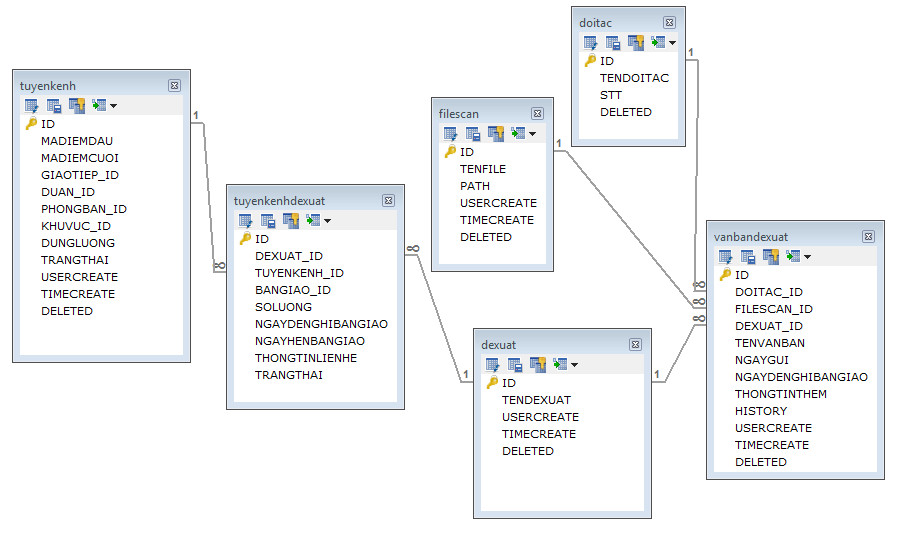 doitac
ID
TENDOITAC
STT
DELETED
1
tuyenkenh
ID
MADIEMDAU
MADIEMCUOI
GIAOTIEP_ID
DUAN_ID
PHONGBAN_ID
KHUVUC_ID
DUNGLUONG
TRANGTHAI
USERCREATE
TIMECREATE
DELETED
1
∞
filescan
ID
TENFILE
PATH
USERCREATE
TIMECREATE
DELETED
1
tuyenkenhdexuat
ID
DEXUAT_ID
TUYENKENH_ID
BANGIAO_ID
SOLUONG
NGAYDENGHIBANGIAO
NGAYHENBANGIAO
THONGTINLIENHE
TRANGTHAI
∞
1
dexuat
ID
TENDEXUAT
USERCREATE
TIMECREATE
DELETED
1
∞
∞
∞
vanbandexuat
ID
DOITAC_ID
FILESCAN_ID
DEXUAT_ID
TENVANBAN
NGAYGUI
NGAYDENGHIBANGIAO
THONGTINTHEM
HISTORY
USERCREATE
TIMECREATE
DELETED